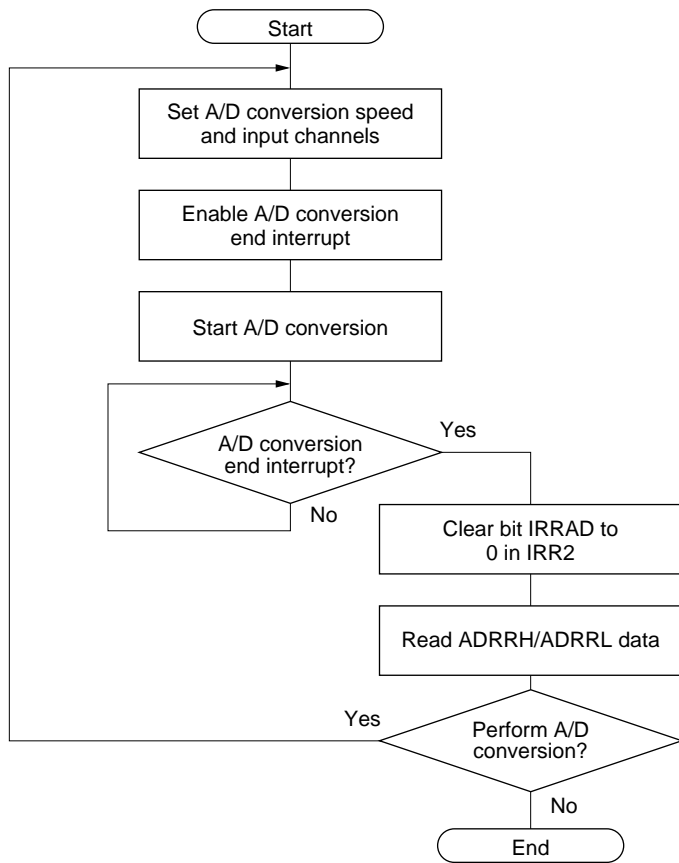 Start
Set A/D conversion speed
and input channels
Enable A/D conversion
end interrupt
Start A/D conversion
A/D conversion
end interrupt?
Yes
No
Clear bit IRRAD to
0 in IRR2
Read ADRRH/ADRRL data
Yes
Perform A/D
conversion?
No
End